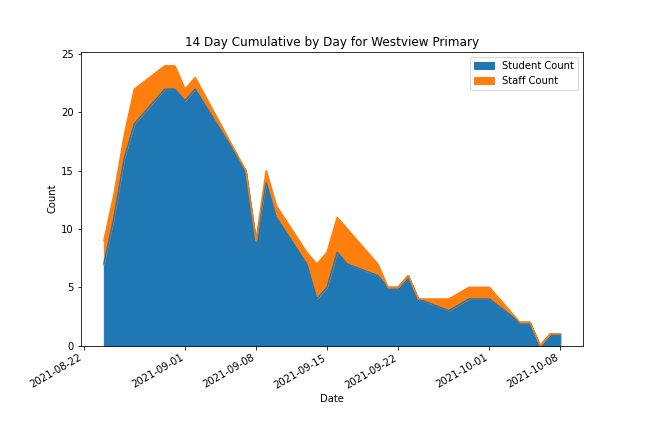 14 Day Cumulative by Day for Westview Primary
Student Count
Staff Count
Count
25
20
15
10
5
0
2021-08-22
2021-09-01
2021-09-08
2021-09-15
2021-09-22
2021-10-01
2021-10-08
Date